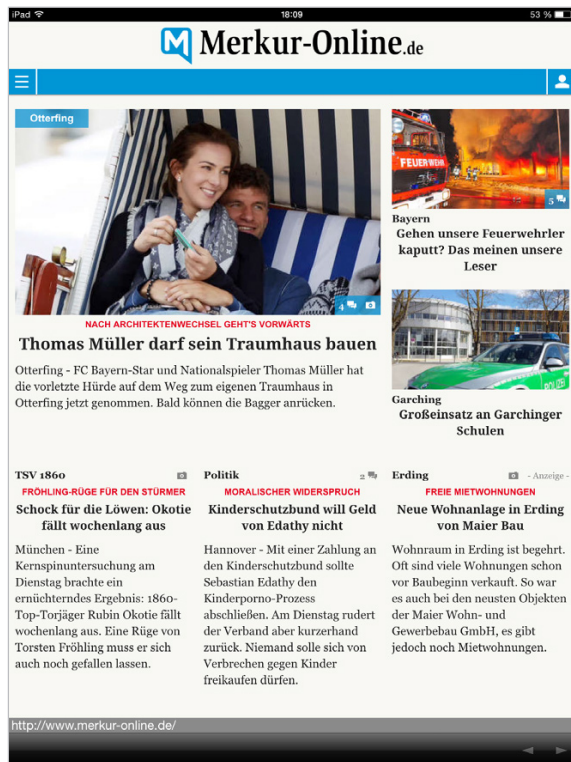 iPad 18:09 53 %
Merkur-Online.de
Otterfing
4
NACH ARCHITEKTENWECHSEL GEHT'S VORWÄRTS
Thomas Müller darf sein Traumhaus bauen
Otterfing - FC Bayern-Star und Nationalspieler Thomas Müller hat
die vorletzte Hürde auf dem Weg zum eigenen Traumhaus in
Otterfing jetzt genommen. Bald können die Bagger anrücken.
FEUERWEHR
5
Bayern
Gehen unsere Feuerwehrler
kaputt? Das meinen unsere
Leser
POLIZEI
Garching
Großeinsatz an Garchinger
Schulen
TSV 1860
FRÖHLING-RÜGE FÜR DEN STÜRMER
Schock für die Löwen: Okotie
fällt wochenlang aus
München - Eine
Kernspinuntersuchung am
Dienstag brachte ein
ernüchterndes Ergebnis: 1860-
Top-Torjäger Rubin Okotie fällt
wochenlang aus. Eine Rüge von
Torsten Fröhling muss er sich
auch noch gefallen lassen.
Politik 2
MORALISCHER WIDERSPRUCH
Kinderschutzbund will Geld
von Edathy nicht
Hannover - Mit einer Zahlung an
den Kinderschutzbund sollte
Sebastian Edathy den
Kinderporno-Prozess
abschließen. Am Dienstag rudert
der Verband aber kurzerhand
zurück. Niemand solle sich von
Verbrechen gegen Kinder
freikaufen dürfen.
Erding - Anzeige -
FREIE MIETWOHNUNGEN
Neue Wohnanlage in Erding
von Maier Bau
Wohnraum in Erding ist begehrt.
Oft sind viele Wohnungen schon
vor Baubeginn verkauft. So war
es auch bei den neusten Objekten
der Maier Wohn- und
Gewerbebau GmbH, es gibt
jedoch noch Mietwohnungen.
http://www.merkur-online.de/